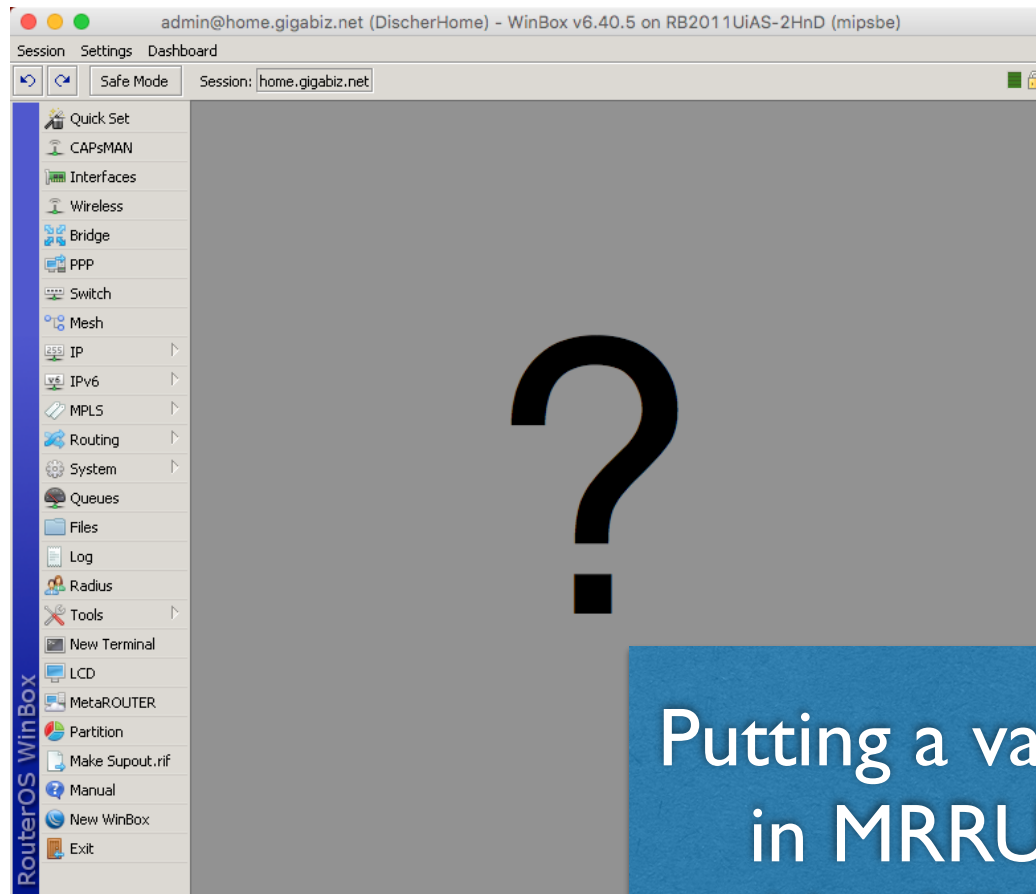 admin@home.gigabiz.net (DischerHome) - WinBox v6.40.5 on RB2011UiAS-2HnD (mipsbe)
Session Settings Dashboard
Safe Mode Session: home.gigabiz.net
Quick Set
CAPsMAN
Interfaces
Wireless
Bridge
PPP
Switch
Mesh
255 IP
v6 IPv6
MPLS
Routing
System
Queues
Files
Log
Radius
Tools
New Terminal
LCD
MetaROUTER
Partition
Make Supout.rif
Manual
New WinBox
Exit
RouterOS WinBox
?
Putting a va
in MRRU